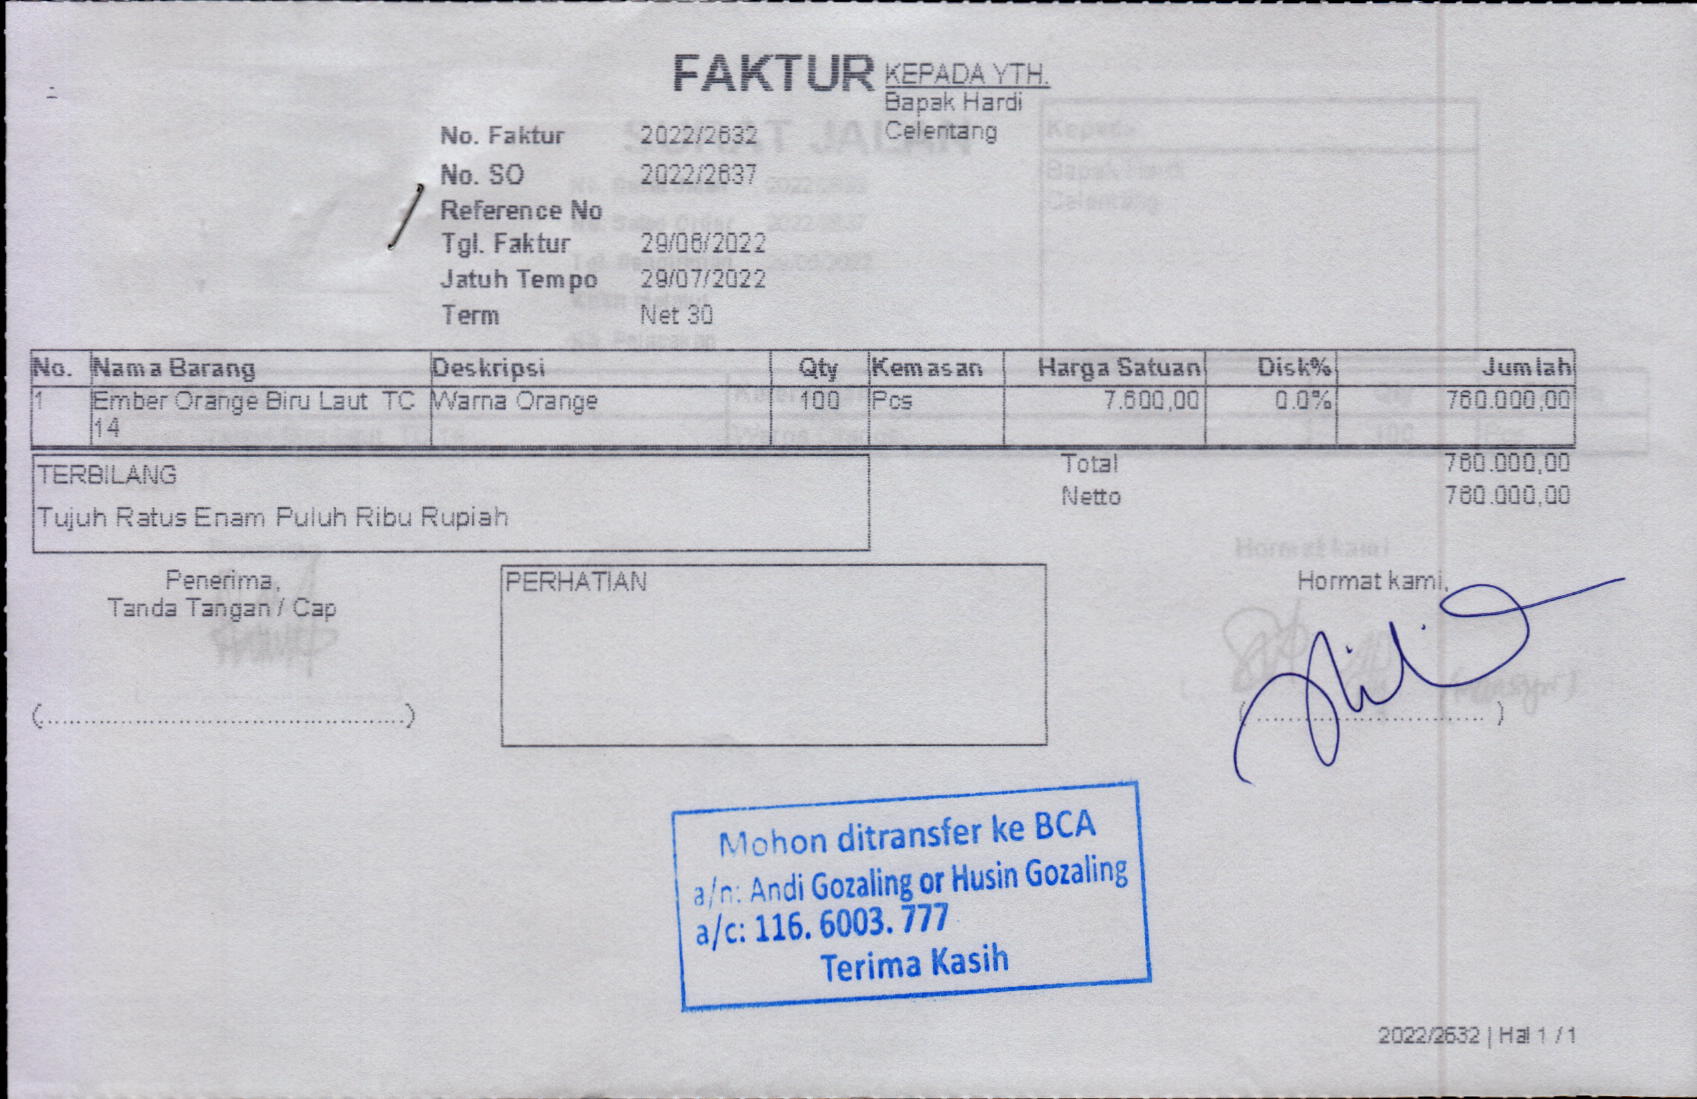 FAKTUR
KEPADA YTH.
Bapak Hardi
Celentang
No. Faktur 2022/2632
No. SO 2022/2637
Reference No
Tgl. Faktur 29/06/2022
Jatuh Tempo 29/07/2022
Term Net 30
No. Nama Barang Deskripsi Qty Kemasan Harga Satuan Disk% Jumlah
1 Ember Orange Biru Laut TC Warna Orange 100 Pcs 7.600,00 0.0% 760.000,00
14
TERBILANG
Tujuh Ratus Enam Puluh Ribu Rupiah
Total 760.000,00
Netto 760.000,00
Penerima,
Tanda Tangan / Cap
(...............................................)
PERHATIAN
Hormat kami,
(..............................)
Mohon ditransfer ke BCA
a/n: Andi Gozaling or Husin Gozaling
a/c: 116. 6003. 777
Terima Kasih
2022/2632 | Hal 1 / 1